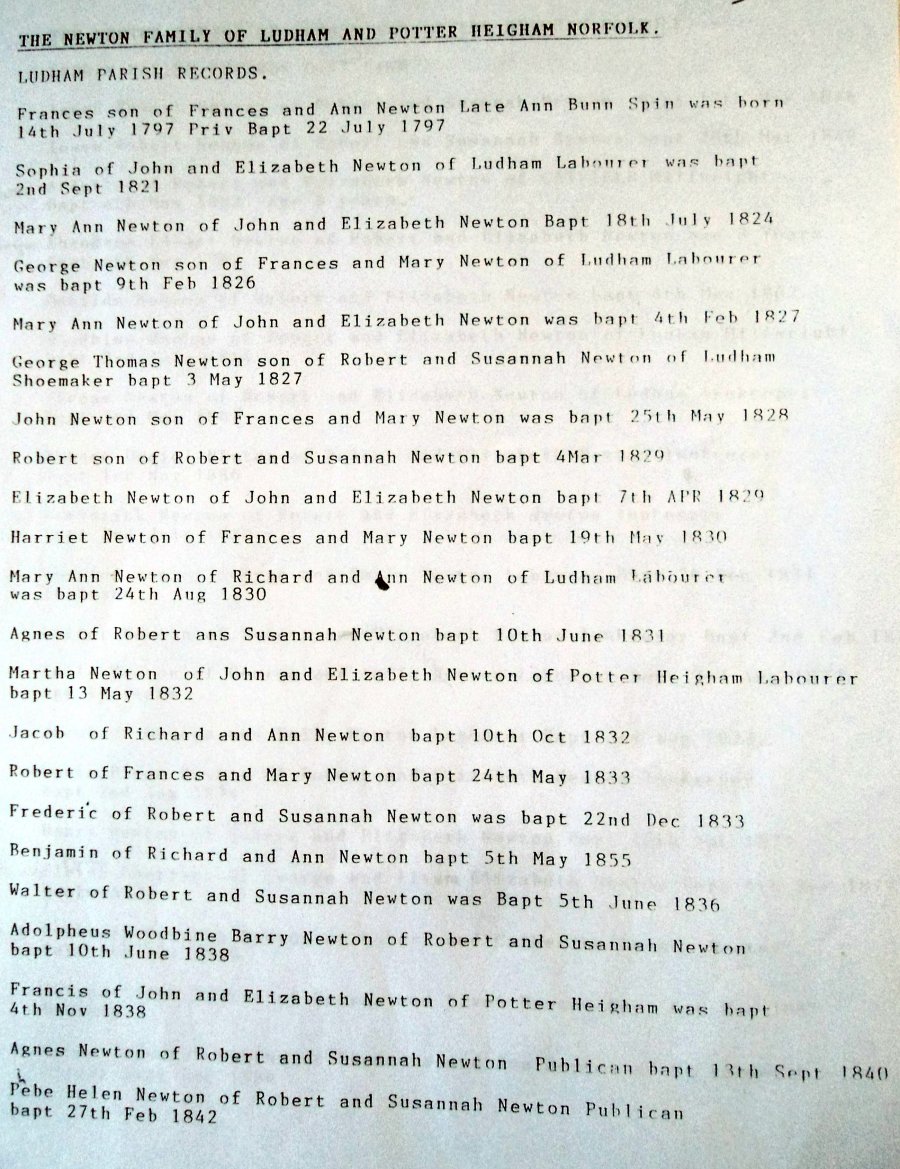 THE NEWTON FAMILY OF LUDHAM AND POTTER HEIGHAM NORFOLK.
LUDHAM PARISH RECORDS.
Frances son of Frances and Ann Newton Late Ann Bunn Spin was born
14th July 1797 Priv Bapt 22 July 1797
Sophia of John and Elizabeth Newton of Ludham Labourer was bapt
2nd Sept 1821
Mary Ann Newton of John and Elizabeth Newton Bapt 18th July 1824
George Newton son of Frances and Mary Newton of Ludham Labourer
was bapt 9th Feb 1826
Mary Ann Newton of John and Elizabeth Newton was bapt 4th Feb 1827
George Thomas Newton son of Robert and Susannah Newton of Ludham
Shoemaker bapt 3 May 1827
John Newton son of Frances and Mary Newton was bapt 25th May 1828
Robert son of Robert and Susannah Newton bapt 4Mar 1829
Elizabeth Newton of John and Elizabeth Newton bapt 7th APR 1829
Harriet Newton of Frances and Mary Newton bapt 19th May 1830
Mary Ann Newton of Richard and Ann Newton of Ludham Labourer
was bapt 24th Aug 1830
Agnes of Robert ans Susannah Newton bapt 10th June 1831
Martha Newton of John and Elizabeth Newton of Potter Heigham Labourer
bapt 13 May 1832
Jacob of Richard and Ann Newton bapt 10th Oct 1832
Robert of Frances and Mary Newton bapt 24th May 1833
Frederic of Robert and Susannah Newton was bapt 22nd Dec 1833
Benjamin of Richard and Ann Newton bapt 5th May 1855
Walter of Robert and Susannah Newton was Bapt 5th June 1836
Adolpheus Woodbine Barry Newton of Robert and Susannah Newton
bapt 10th June 1838
Francis of John and Elizabeth Newton of Potter Heigham was bapt
4th Nov 1838
Agnes Newton of Robert and Susannah Newton Publican bapt 13th Sept 1840
h
Pebe Helen Newton of Robert and Susannah Newton Publican
bapt 27th Feb 1842